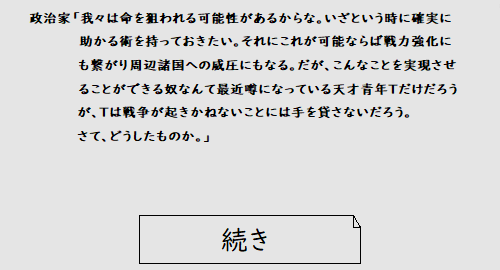 政治家「我々は命を狙われる可能性があるからな。いざという時に確実に
助かる術を持っておきたい。それにこれが可能ならば戦力強化に
も繋がり周辺諸国への威圧にもなる。だが、こんなことを実現させ
ることができる奴なんて最近噂になっている天才青年Tだけだろう
が、Tは戦争が起きかねないことには手を貸さないだろう。
さて、どうしたものか。」
続き